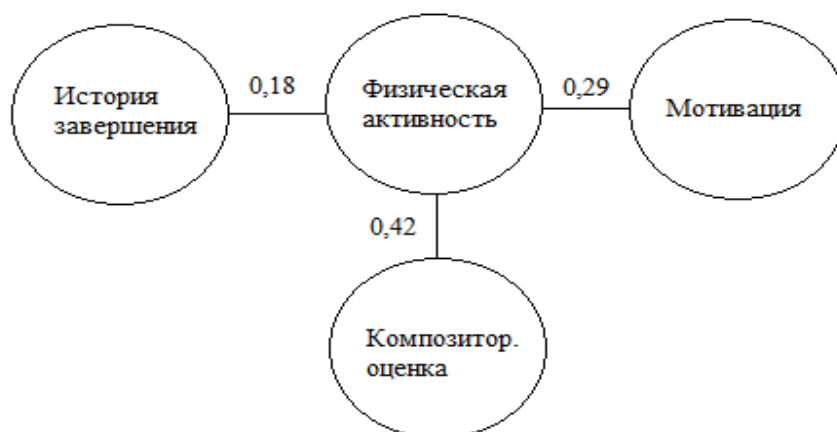 История
завершения
0,18
Физическая
активность
0,29
Мотивация
0,42
Композитор.
оценка